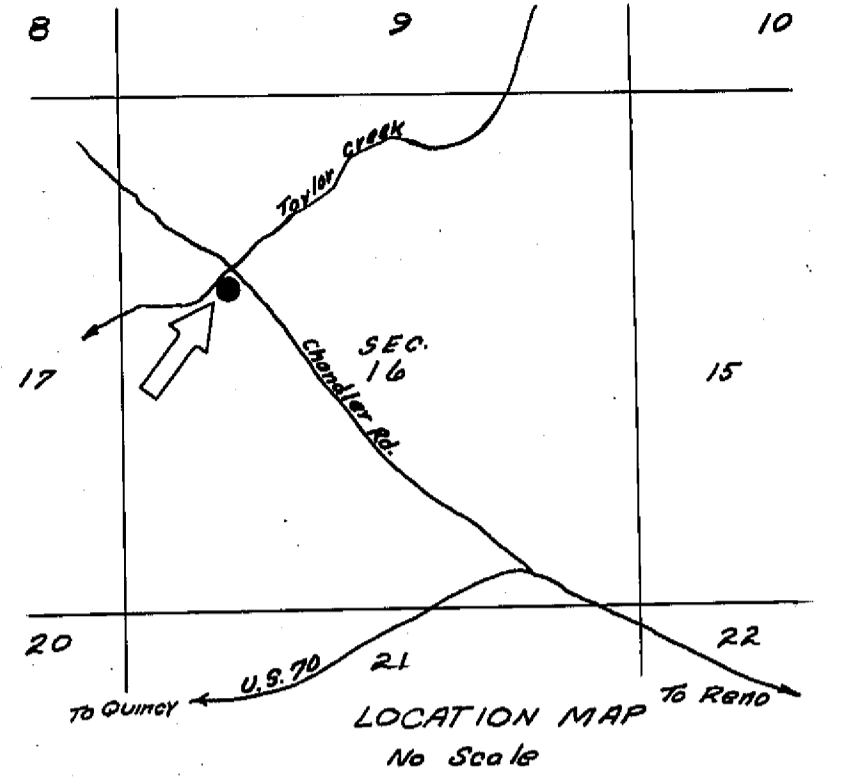 8
9
10
Taylor Creek
SEC.
16
17
15
Chandler Rd.
20
21
22
U.S. 70
To Quincy
To Reno
LOCATION MAP
No Scale